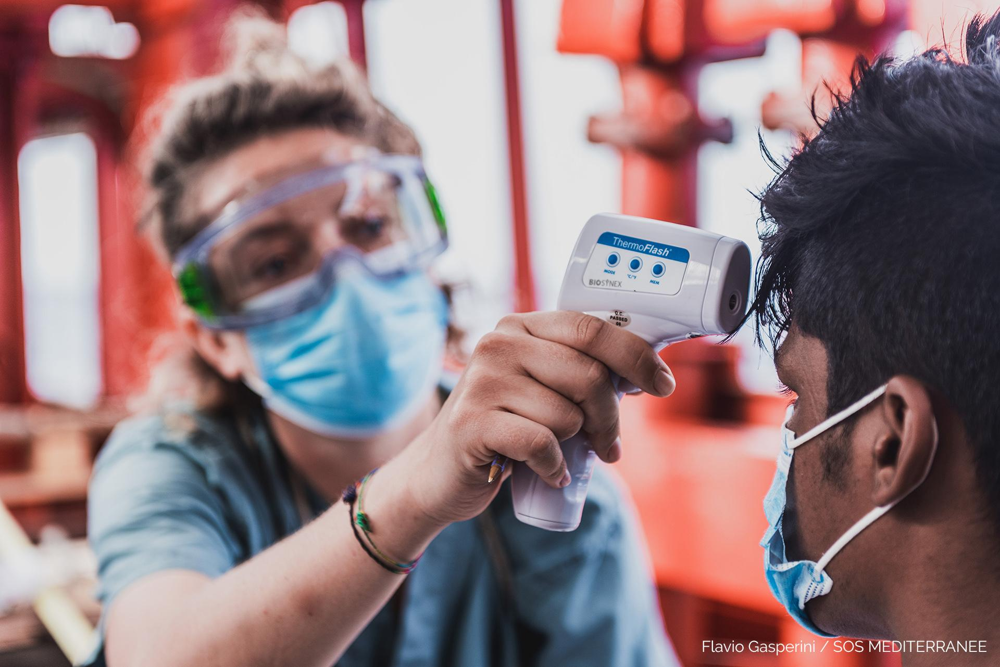 ThermoFlash®
MODE °C/°F MEM
BIOSYNEX
Q.C.
PASSED
08
Flavio Gasperini / SOS MEDITERRANEE